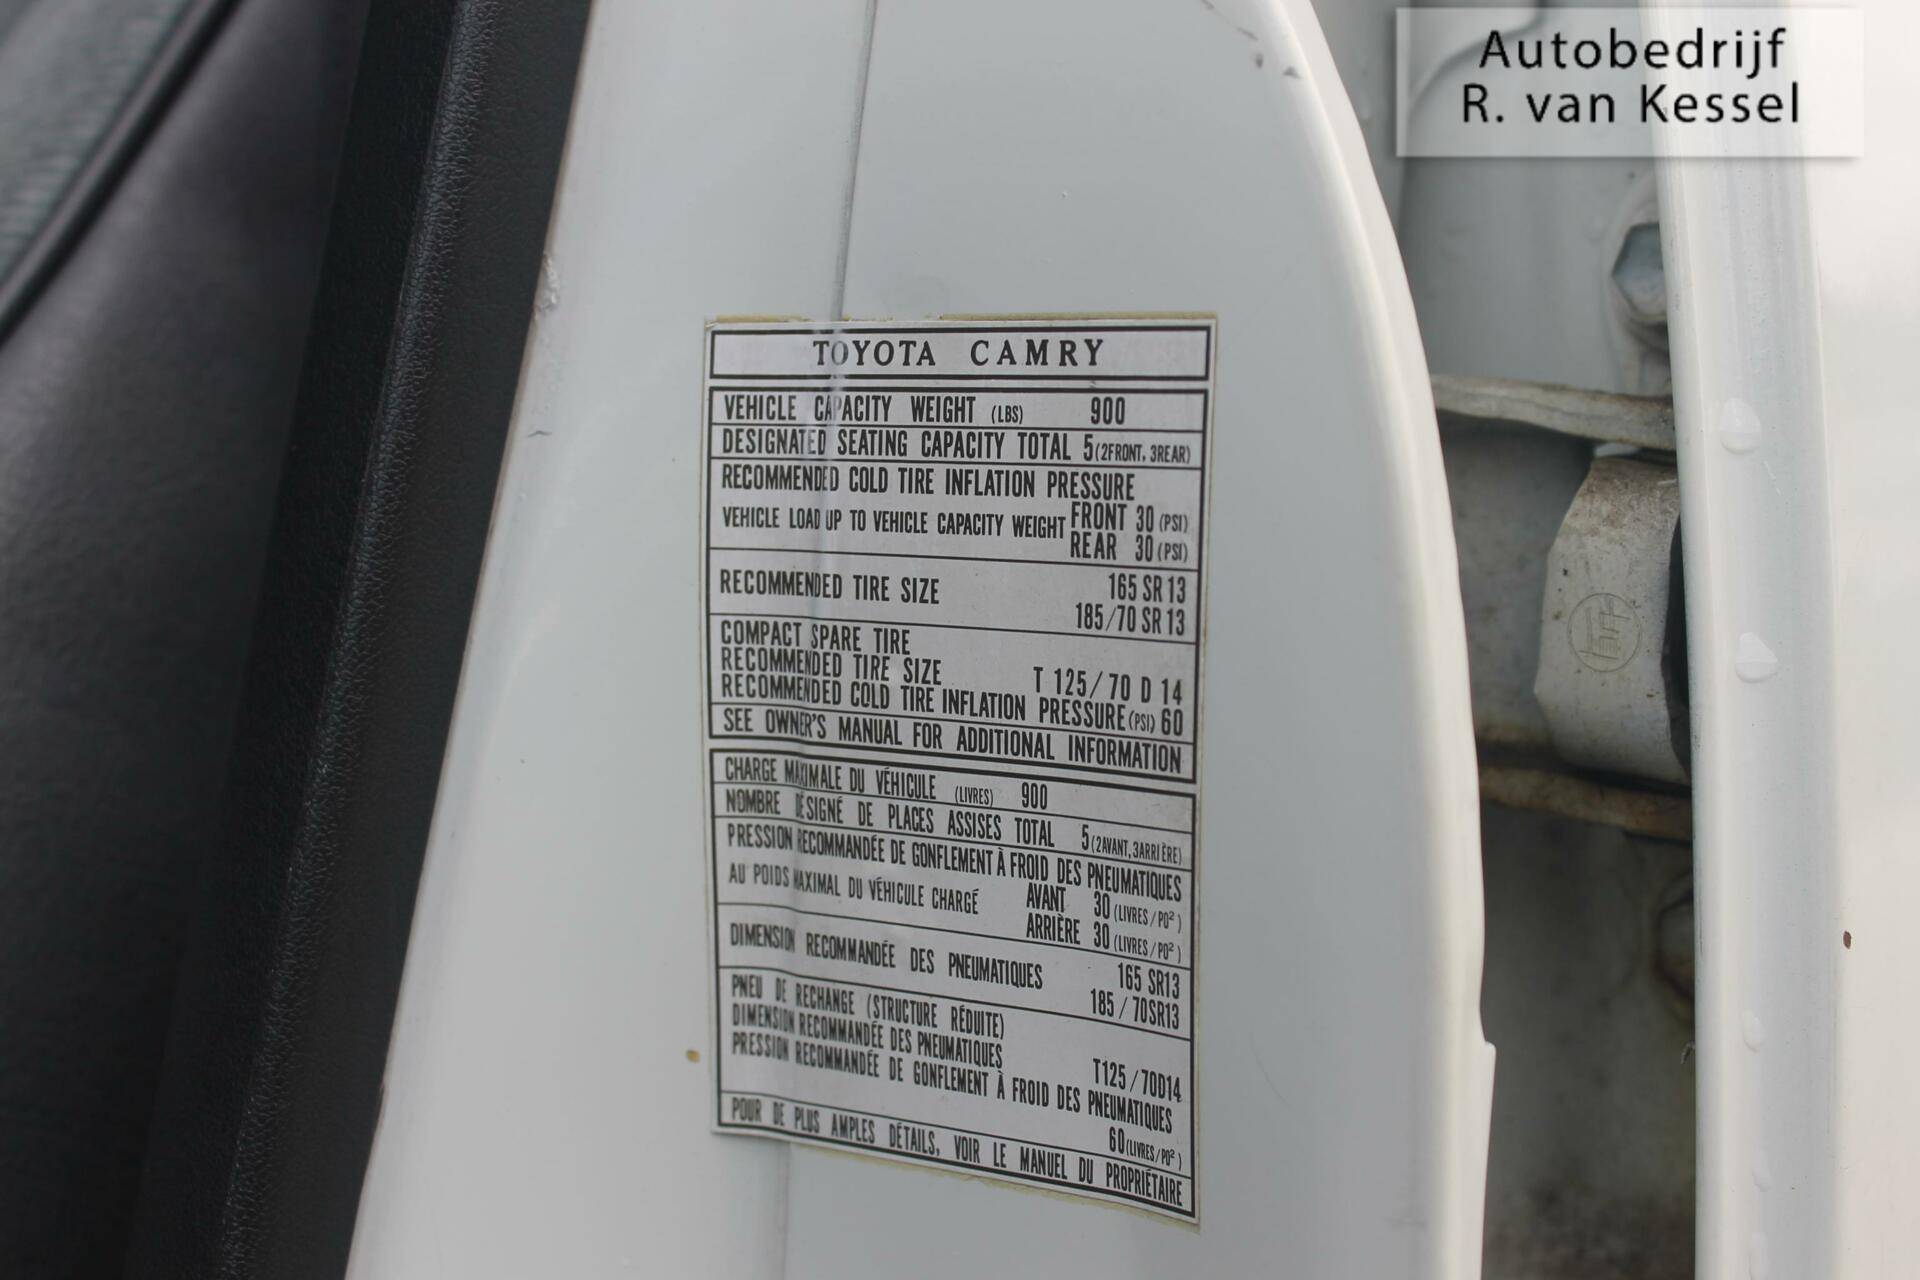 Autobedrijf
R. van Kessel
TOYOTA CAMRY
VEHICLE CAPACITY WEIGHT (LBS) 900
DESIGNATED SEATING CAPACITY TOTAL 5 (2FRONT, 3REAR)
RECOMMENDED COLD TIRE INFLATION PRESSURE
VEHICLE LOAD UP TO VEHICLE CAPACITY WEIGHT FRONT 30 (PSI)
REAR 30 (PSI)
RECOMMENDED TIRE SIZE 165 SR 13
185/70 SR 13
COMPACT SPARE TIRE
RECOMMENDED TIRE SIZE T 125/70 D 14
RECOMMENDED COLD TIRE INFLATION PRESSURE (PSI) 60
SEE OWNER'S MANUAL FOR ADDITIONAL INFORMATION
CHARGE MAXIMALE DU VÉHICULE (LIVRES) 900
NOMBRE DÉSIGNÉ DE PLACES ASSISES TOTAL 5 (2AVANT, 3ARRIÈRE)
PRESSION RECOMMANDÉE DE GONFLEMENT À FROID DES PNEUMATIQUES
AU POIDS MAXIMAL DU VÉHICULE CHARGÉ AVANT 30 (LIVRES/PO²)
ARRIÈRE 30 (LIVRES/PO²)
DIMENSION RECOMMANDÉE DES PNEUMATIQUES 165 SR13
185 / 70SR13
PNEU DE RECHANGE (STRUCTURE RÉDUITE)
DIMENSION RECOMMANDÉE DES PNEUMATIQUES T125/70D14
PRESSION RECOMMANDÉE DE GONFLEMENT À FROID DES PNEUMATIQUES
60 (LIVRES/PO²)
POUR DE PLUS AMPLES DÉTAILS, VOIR LE MANUEL DU PROPRIÉTAIRE